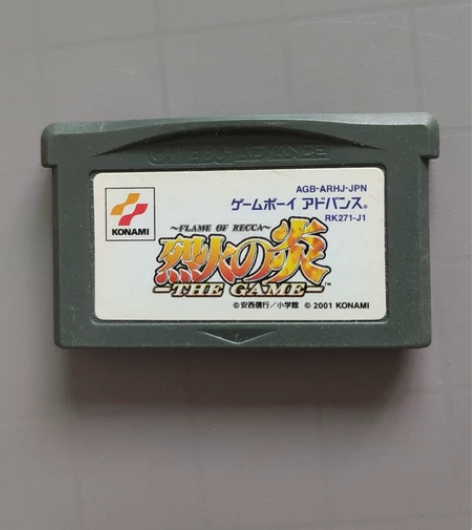 GAME BOY ADVANCE
AGB-ARHJ-JPN
ゲームボーイ アドバンス®
RK271-J1
KONAMI
~FLAME OF RECCA~
烈火の炎
-THE GAME-™
©安西信行/小学館 © 2001 KONAMI